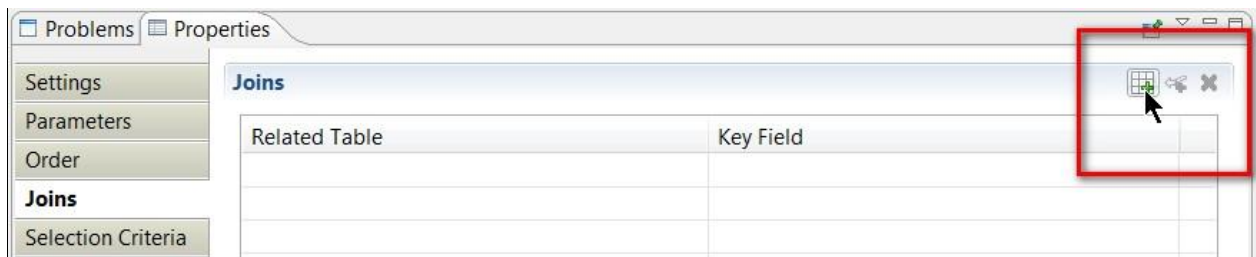 Problems Properties
Settings
Joins
Parameters
Related Table Key Field
Order
Joins
Selection Criteria